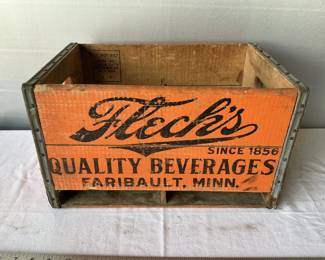 Fleck's
SINCE 1856
QUALITY BEVERAGES
FARIBAULT, MINN.